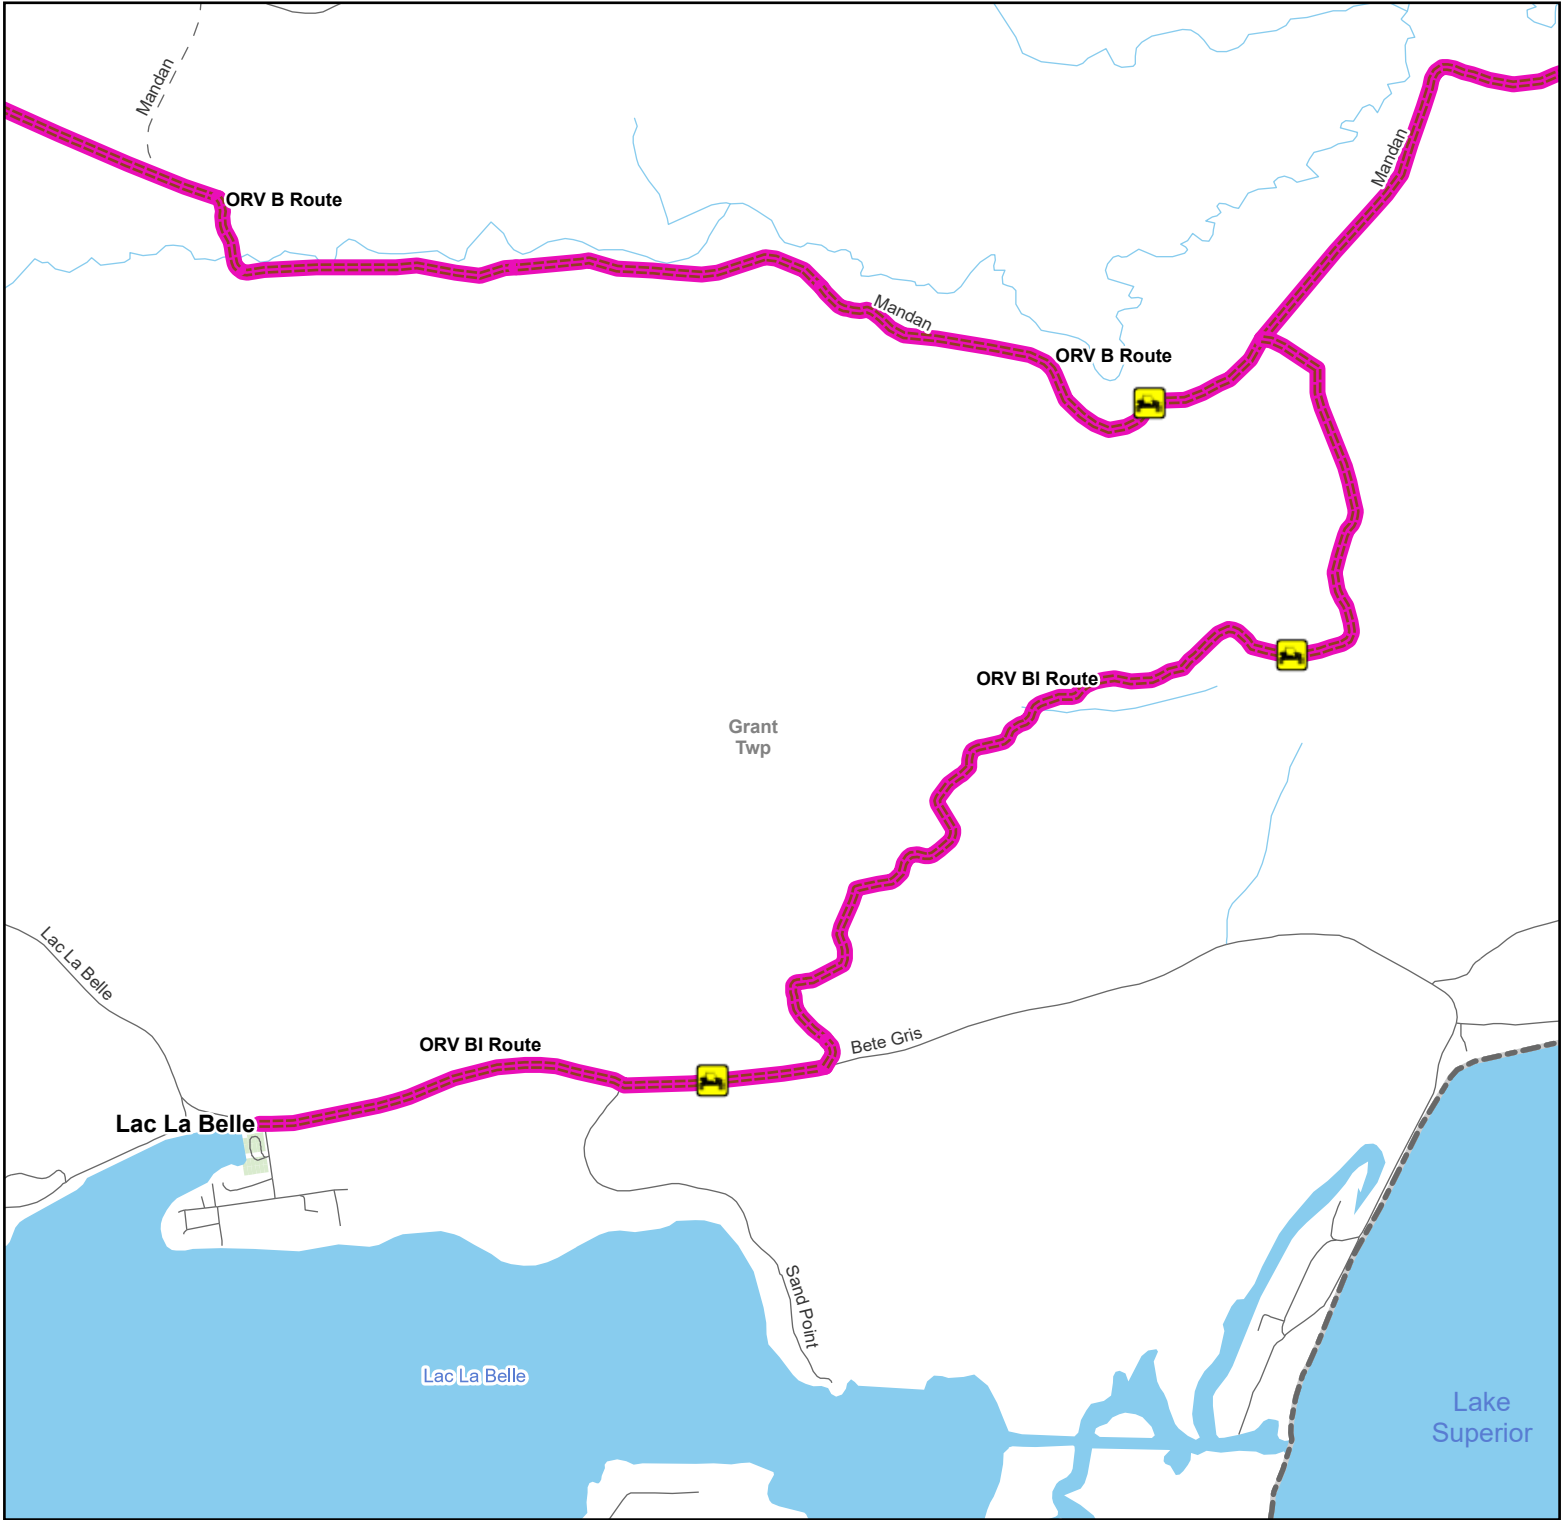 Mandan
ORV B Route
Mandan
Mandan
ORV B Route
ORV BI Route
Grant
Twp
Lac La Belle
ORV BI Route
Bete Gris
Lac La Belle
Sand Point
Lac La Belle
Lake
Superior